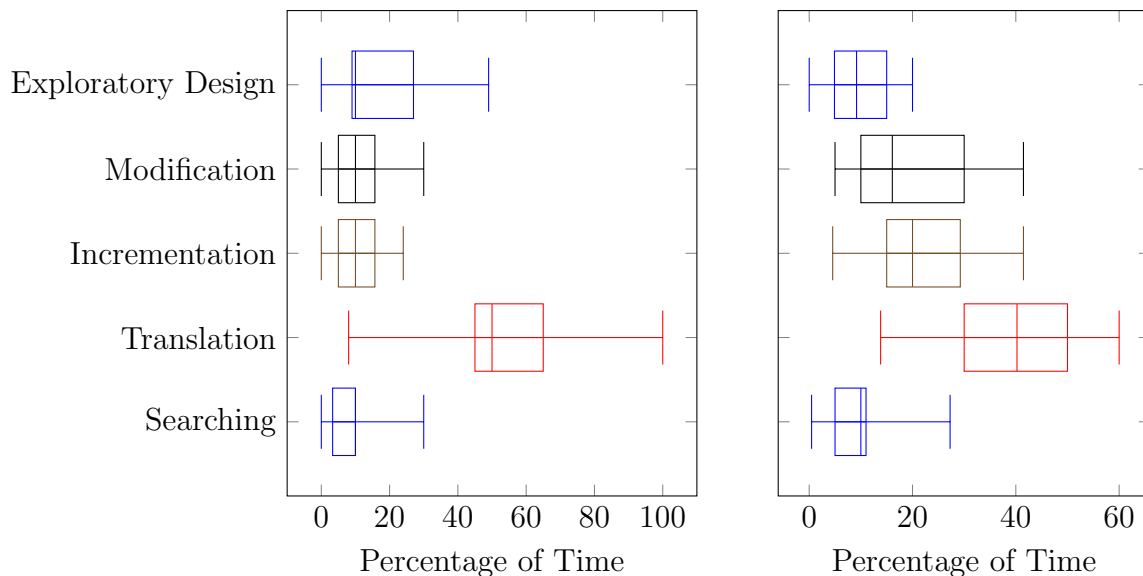 Exploratory Design
Modification
Incrementation
Translation
Searching
0 20 40 60 80 100
Percentage of Time
0 20 40 60
Percentage of Time